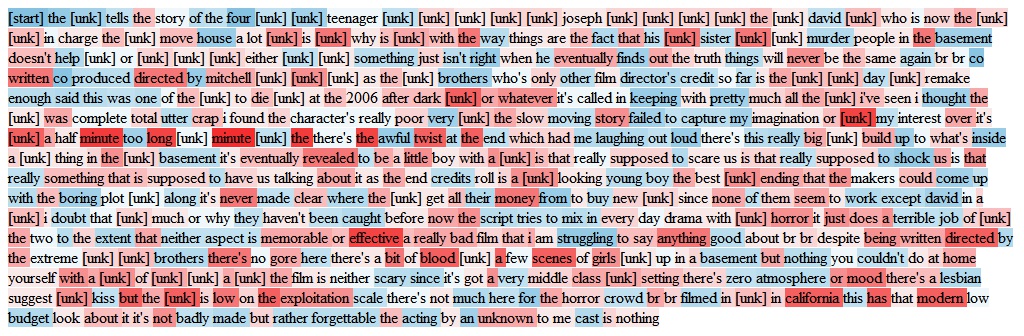 [start] the [unk] tells the story of the four [unk] [unk] teenager [unk] [unk] [unk] [unk] [unk] joseph [unk] [unk] [unk] [unk] the [unk] david [unk] who is now the [unk]
[unk] in charge the [unk] move house a lot [unk] is [unk] why is [unk] with the way things are the fact that his [unk] sister [unk] [unk] murder people in the basement
doesn't help [unk] or [unk] [unk] [unk] either [unk] [unk] something just isn't right when he eventually finds out the truth things will never be the same again br br co
written co produced directed by mitchell [unk] [unk] [unk] as the [unk] brothers who's only other film director's credit so far is the [unk] [unk] day [unk] remake
enough said this was one of the [unk] to die [unk] at the 2006 after dark [unk] or whatever it's called in keeping with pretty much all the [unk] i've seen i thought the
[unk] was complete total utter crap i found the character's really poor very [unk] the slow moving story failed to capture my imagination or [unk] my interest over it's
[unk] a half minute too long [unk] minute [unk] the there's the awful twist at the end which had me laughing out loud there's this really big [unk] build up to what's inside
a [unk] thing in the [unk] basement it's eventually revealed to be a little boy with a [unk] is that really supposed to scare us is that really supposed to shock us is that
really something that is supposed to have us talking about it as the end credits roll is a [unk] looking young boy the best [unk] ending that the makers could come up
with the boring plot [unk] along it's never made clear where the [unk] get all their money from to buy new [unk] since none of them seem to work except david in a
[unk] i doubt that [unk] much or why they haven't been caught before now the script tries to mix in every day drama with [unk] horror it just does a terrible job of [unk]
the two to the extent that neither aspect is memorable or effective a really bad film that i am struggling to say anything good about br br despite being written directed by
the extreme [unk] [unk] brothers there's no gore here there's a bit of blood [unk] a few scenes of girls [unk] up in a basement but nothing you couldn't do at home
yourself with a [unk] of [unk] [unk] a [unk] the film is neither scary since it's got a very middle class [unk] setting there's zero atmosphere or mood there's a lesbian
suggest [unk] kiss but the [unk] is low on the exploitation scale there's not much here for the horror crowd br br filmed in [unk] in california this has that modern low
budget look about it it's not badly made but rather forgettable the acting by an unknown to me cast is nothing